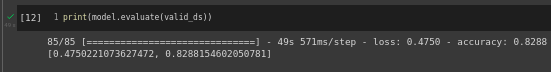 [12] 1 print(model.evaluate(valid_ds))
85/85 [==============================] - 49s 571ms/step - loss: 0.4750 - accuracy: 0.8288
[0.4750221073627472, 0.8288154602050781]